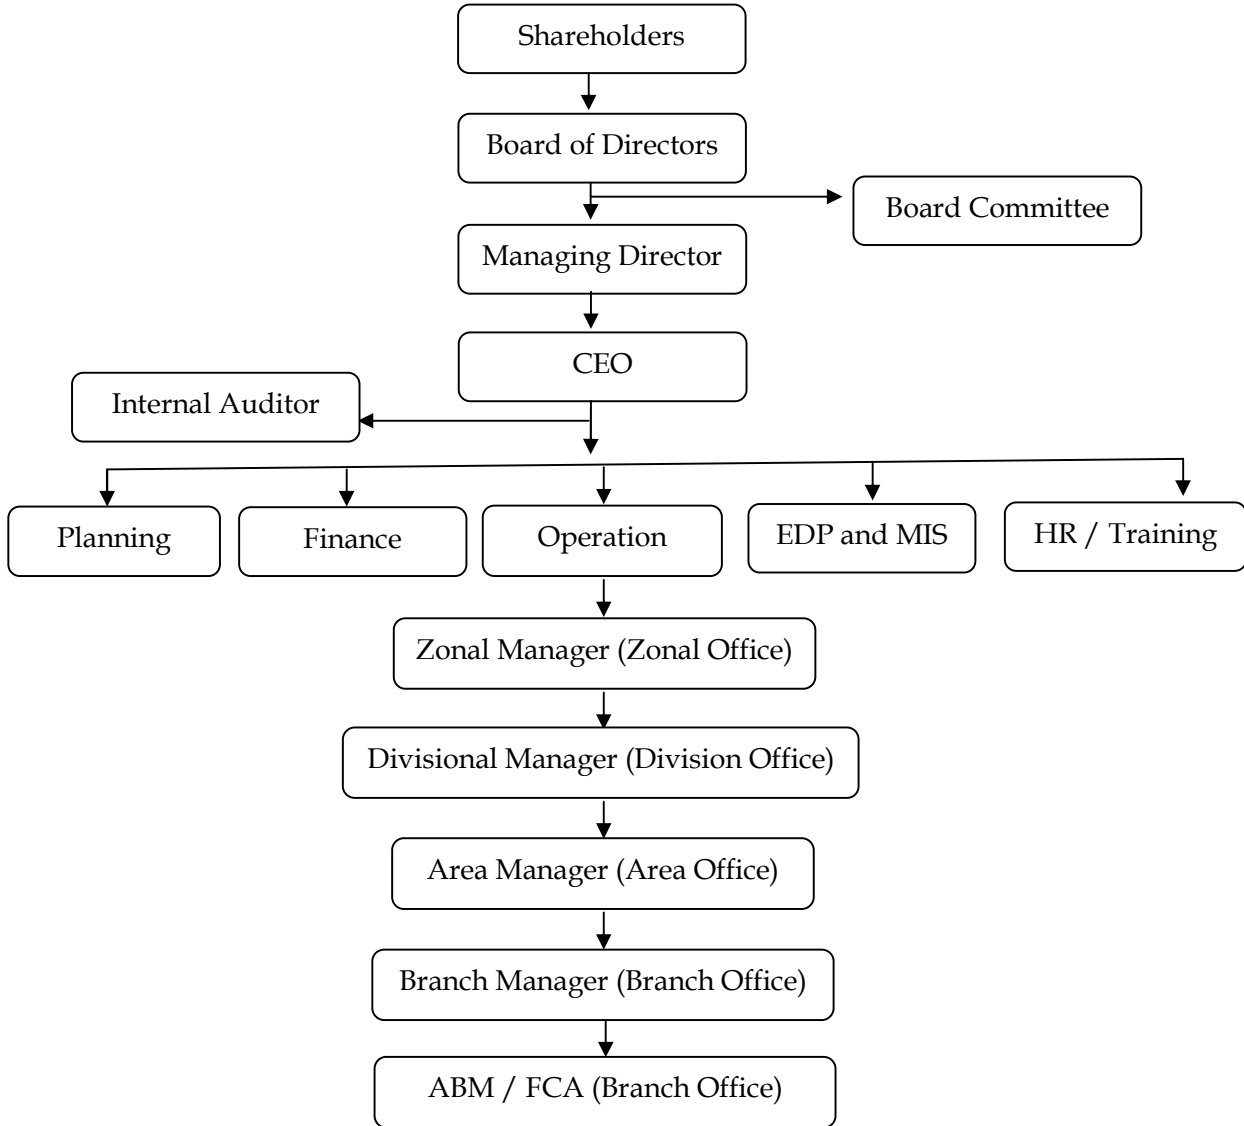 Shareholders
Board of Directors
Board Committee
Managing Director
CEO
Internal Auditor
Planning
Finance
Operation
EDP and MIS
HR / Training
Zonal Manager (Zonal Office)
Divisional Manager (Division Office)
Area Manager (Area Office)
Branch Manager (Branch Office)
ABM / FCA (Branch Office)